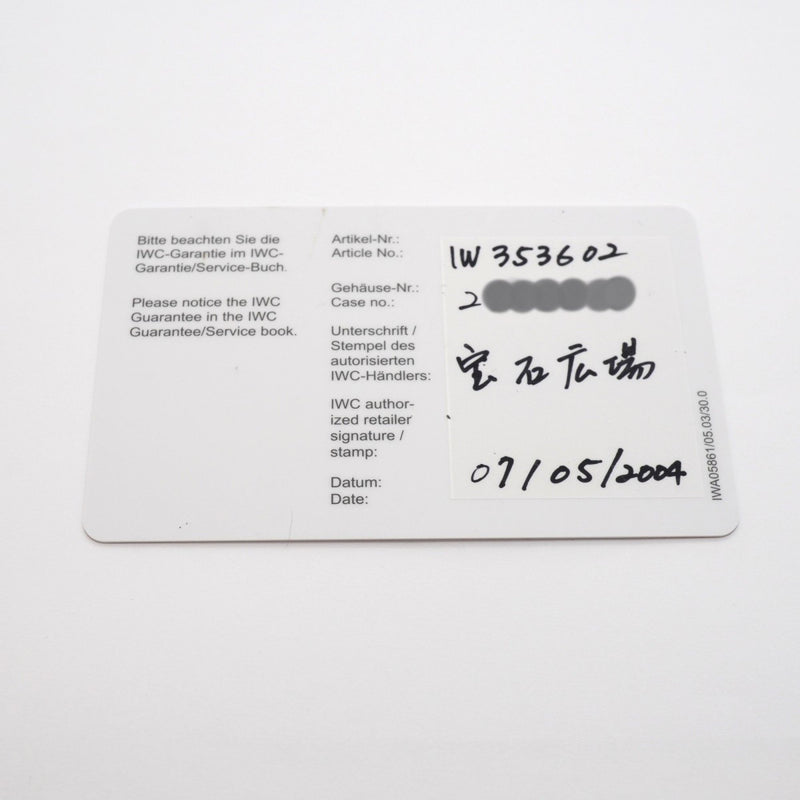 Bitte beachten Sie die
IWC-Garantie im IWC-
Garantie/Service-Buch.
Please notice the IWC
Guarantee in the IWC
Guarantee/Service book.
Artikel-Nr.:
Article No.:
IW353602
Gehäuse-Nr.:
Case no.:
2
Unterschrift /
Stempel des
autorisierten
IWC-Händlers:
IWC author-
ized retailer
signature /
stamp:
宝石広場
Datum:
Date:
07/05/2004
IWA05861/05.03/30.0